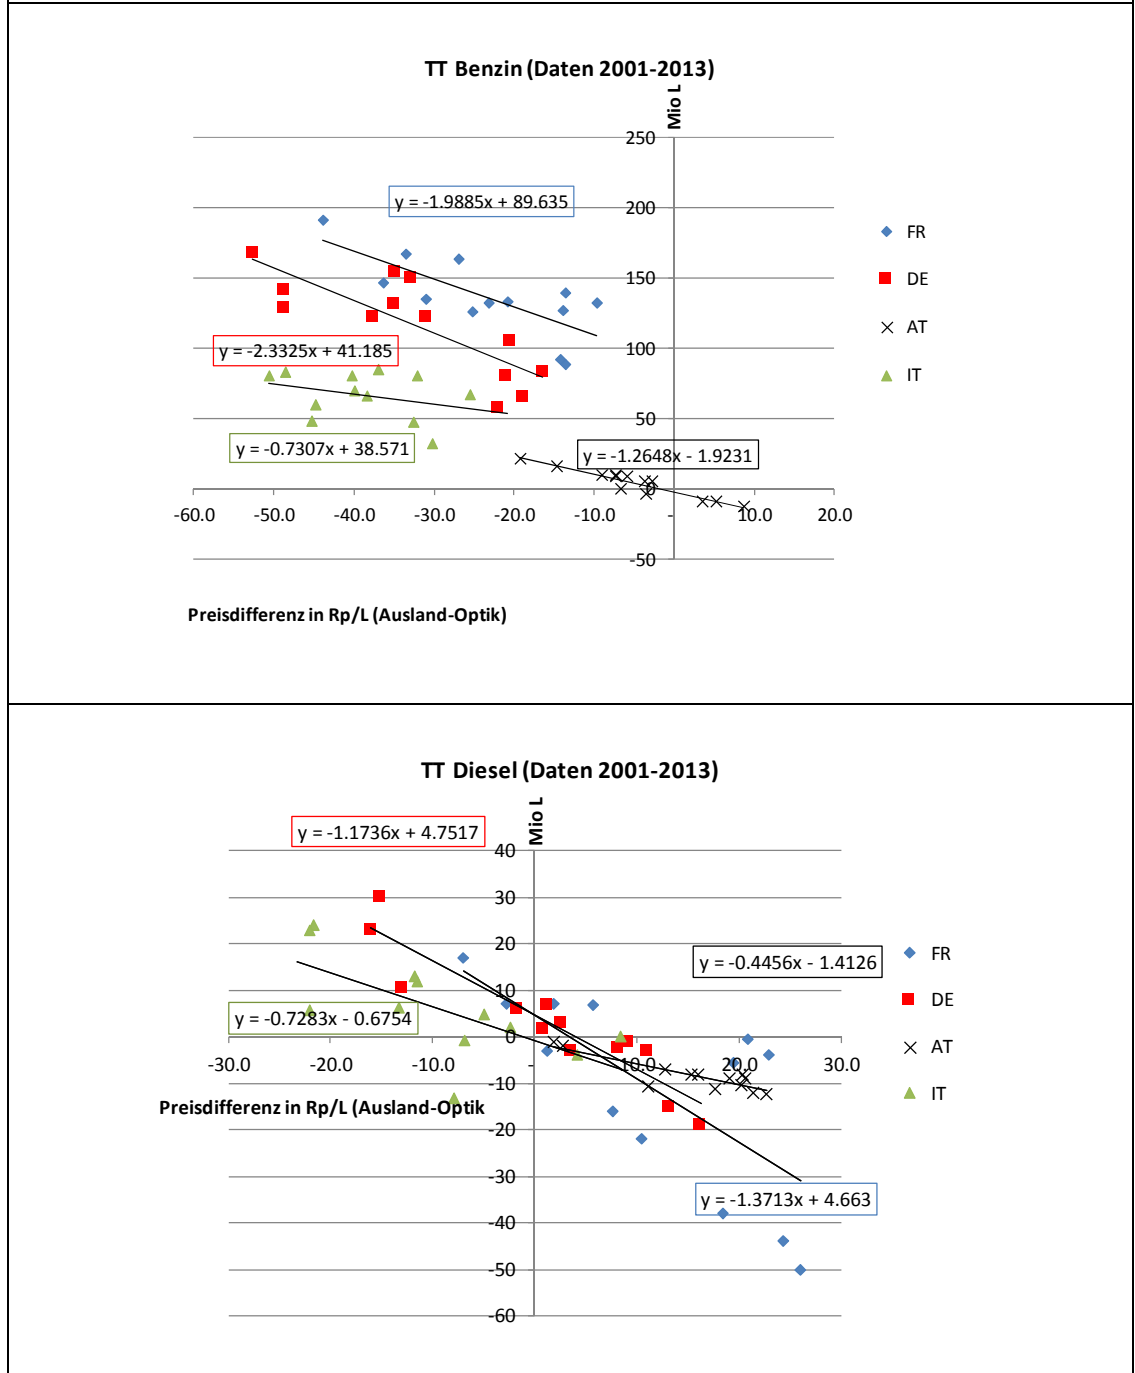 TT Benzin (Daten 2001-2013)
Mio L
250
200
150
100
50
0
-50
-60.0 -50.0 -40.0 -30.0 -20.0 -10.0 - 10.0 20.0
y = -1.9885x + 89.635
y = -2.3325x + 41.185
y = -0.7307x + 38.571
y = -1.2648x - 1.9231
FR
DE
AT
IT
Preisdifferenz in Rp/L (Ausland-Optik)
TT Diesel (Daten 2001-2013)
Mio L
y = -1.1736x + 4.7517
40
30
20
10
0
-10
-20
-30
-40
-50
-60
-30.0 -20.0 -10.0 - 10.0 20.0 30.0
y = -0.4456x - 1.4126
y = -0.7283x - 0.6754
y = -1.3713x + 4.663
FR
DE
AT
IT
Preisdifferenz in Rp/L (Ausland-Optik